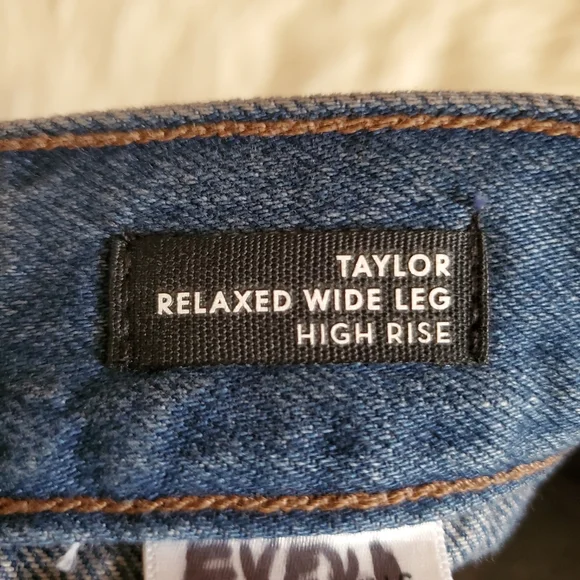 TAYLOR
RELAXED WIDE LEG
HIGH RISE